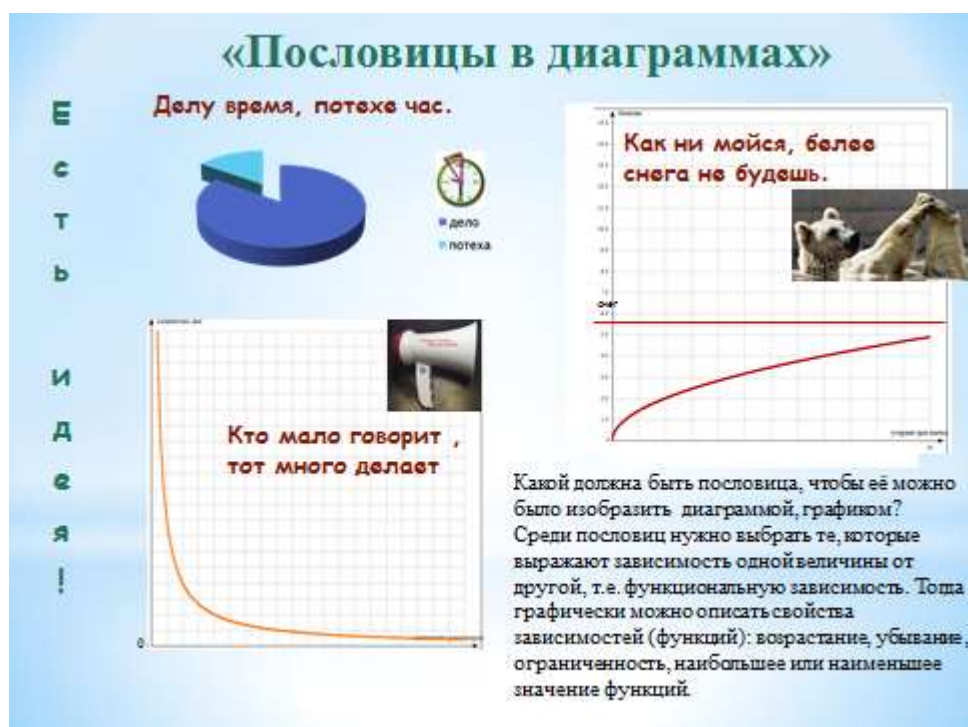 «Пословицы в диаграммах»
Есть идея!
Делу время, потехе час.
дело
потеха
Как ни мойся, белее
снега не будешь.
снег
Кто мало говорит ,
тот много делает
0
Какой должна быть пословица, чтобы её можно
было изобразить диаграммой, графиком?
Среди пословиц нужно выбрать те, которые
выражают зависимость одной величины от
другой, т.е. функциональную зависимость. Тогда
графически можно описать свойства
зависимостей (функций): возрастание, убывание,
ограниченность, наибольшее или наименьшее
значение функций.